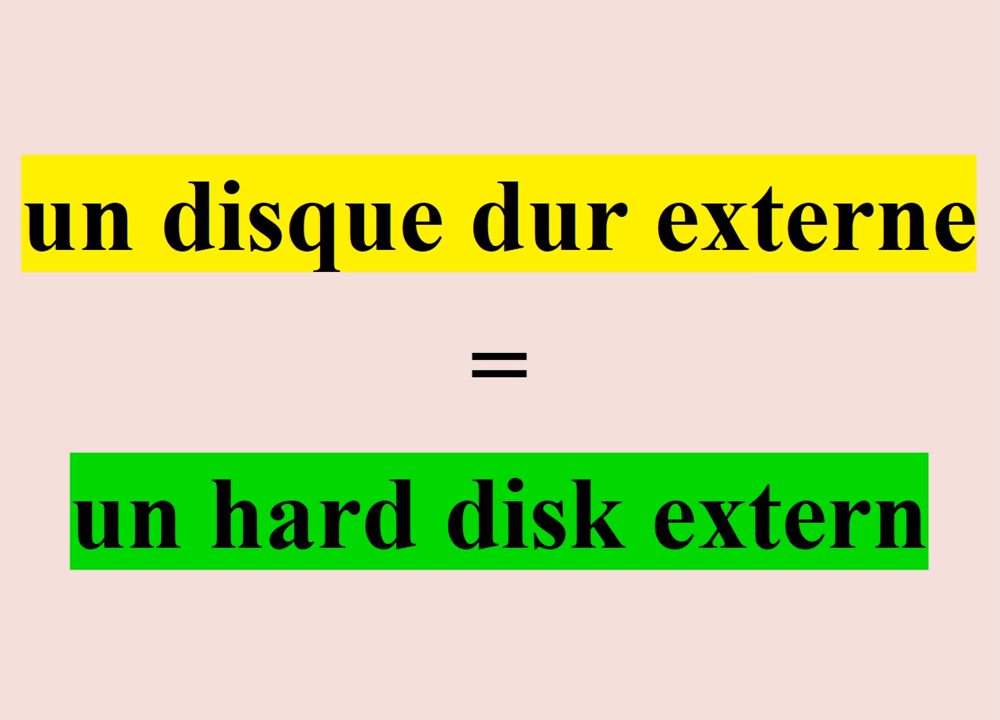 un disque dur externe
=
un hard disk extern